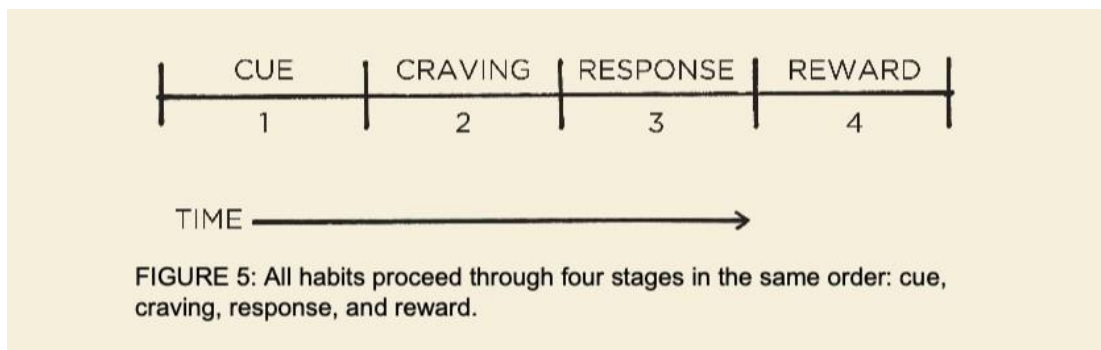 CUE CRAVING RESPONSE REWARD
1 2 3 4
TIME
FIGURE 5: All habits proceed through four stages in the same order: cue,
craving, response, and reward.